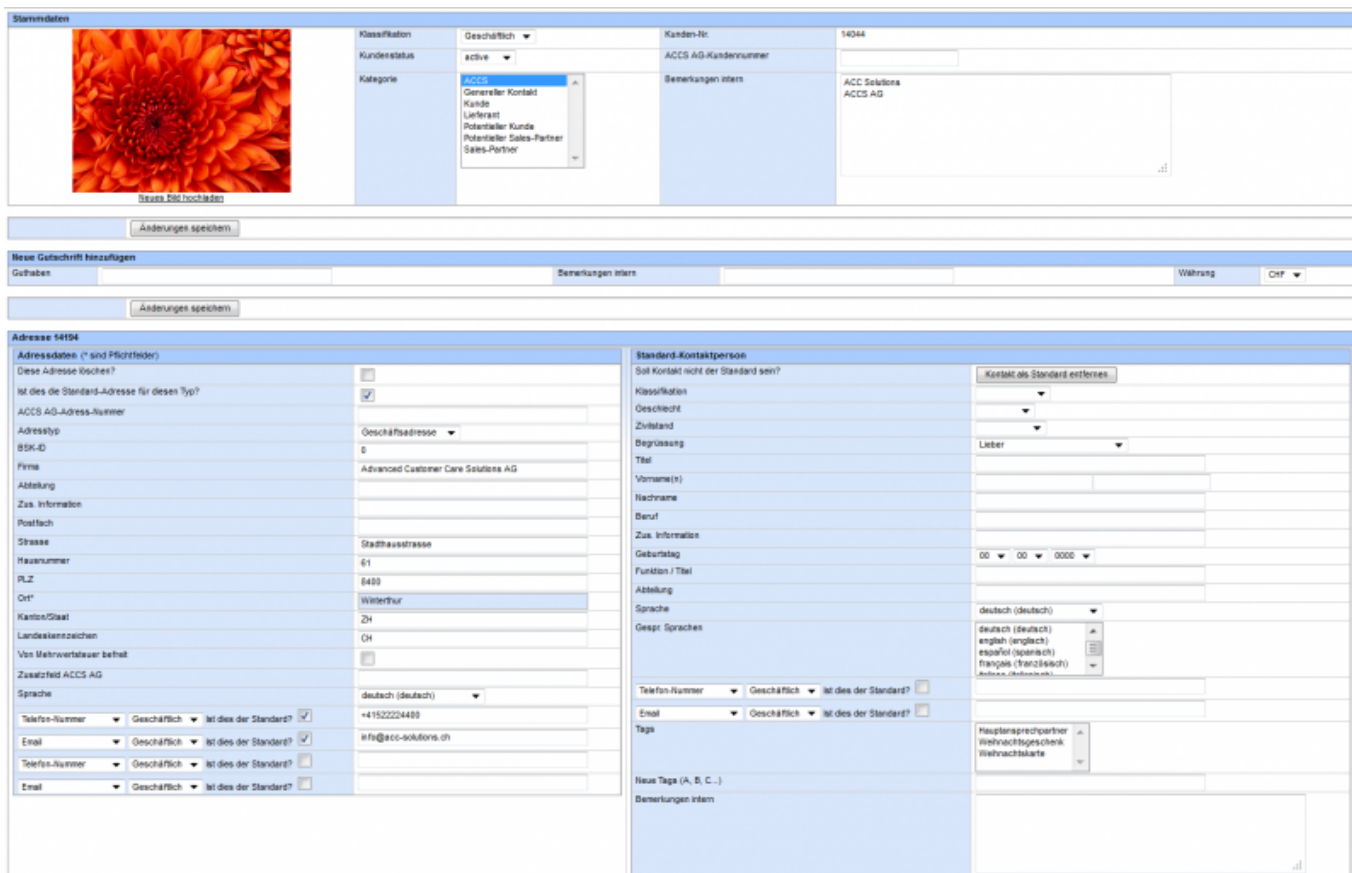 Stammdaten
Klassifikation Geschäftlich Kunden-Nr. 14044
Kundenstatus active ACCS AG-Kundennummer
Kategorie ACCS Bemerkungen intern ACC Solutions
Genereller Kontakt ACCS AG
Kunde
Lieferant
Potentieller Kunde
Potentieller Sales-Partner
Sales-Partner
Neues Bild hochladen
Änderungen speichern
Neue Gutschrift hinzufügen
Guthaben Bemerkungen intern Währung CHF
Änderungen speichern
Adresse 14194
Adressdaten (* sind Pflichtfelder)
Diese Adresse löschen?
Ist dies die Standard-Adresse für diesen Typ?
ACCS AG-Adress-Nummer
Adresstyp Geschäftsadresse
BSK-ID 0
Firma Advanced Customer Care Solutions AG
Abteilung
Zus. Information
Postfach
Strasse Stadthausstrasse
Hausnummer 61
PLZ 8400
Ort* Winterthur
Kanton/Staat ZH
Landeskennzeichen CH
Von Mehrwertsteuer befreit
Zusatzfeld ACCS AG
Sprache deutsch (deutsch)
Telefon-Nummer Geschäftlich Ist dies der Standard? +41522224400
Email Geschäftlich Ist dies der Standard? info@acc-solutions.ch
Telefon-Nummer Geschäftlich Ist dies der Standard?
Email Geschäftlich Ist dies der Standard?
Standard-Kontaktperson
Soll Kontakt nicht der Standard sein? Kontakt als Standard entfernen
Klassifikation
Geschlecht
Zivilstand
Begrüssung Lieber
Titel
Vorname(n)
Nachname
Beruf
Zus. Information
Geburtstag 00 00 0000
Funktion / Titel
Abteilung
Sprache deutsch (deutsch)
Gespr. Sprachen deutsch (deutsch)
english (englisch)
español (spanisch)
français (französisch)
italiano (italienisch)
Telefon-Nummer Geschäftlich Ist dies der Standard?
Email Geschäftlich Ist dies der Standard?
Tags Hauptansprechpartner
Weihnachtsgeschenk
Weihnachtskarte
Neue Tags (A, B, C...)
Bemerkungen intern